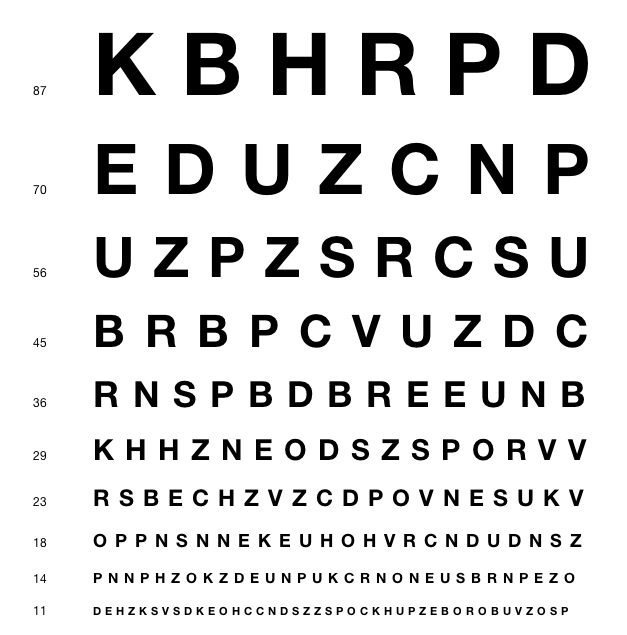 87 K B H R P D
70 E D U Z C N P
56 U Z P Z S R C S U
45 B R B P C V U Z D C
36 R N S P B D B R E E U N B
29 K H H Z N E O D S Z S P O R V V
23 R S B E C H Z V Z C D P O V N E S U K V
18 O P P N S N N E K E U H O H V R C N D U D N S Z
14 P N N P H Z O K Z D E U N P U K C R N O N E U S B R N P E Z O
11 D E H Z K S V S D K E O H C C N D S Z Z S P O C K H U P Z E B O R O B U V Z O S P